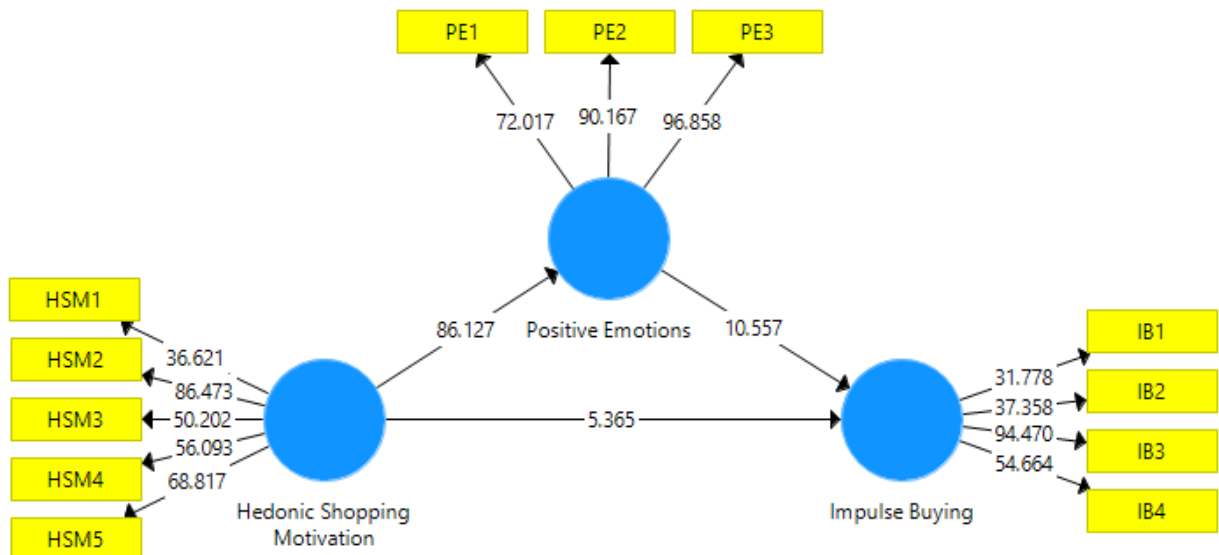 PE1
PE2
PE3
72.017
90.167
96.858
HSM1
HSM2
HSM3
HSM4
HSM5
36.621
86.473
50.202
56.093
68.817
86.127
Positive Emotions
10.557
5.365
Hedonic Shopping
Motivation
Impulse Buying
31.778
37.358
94.470
54.664
IB1
IB2
IB3
IB4